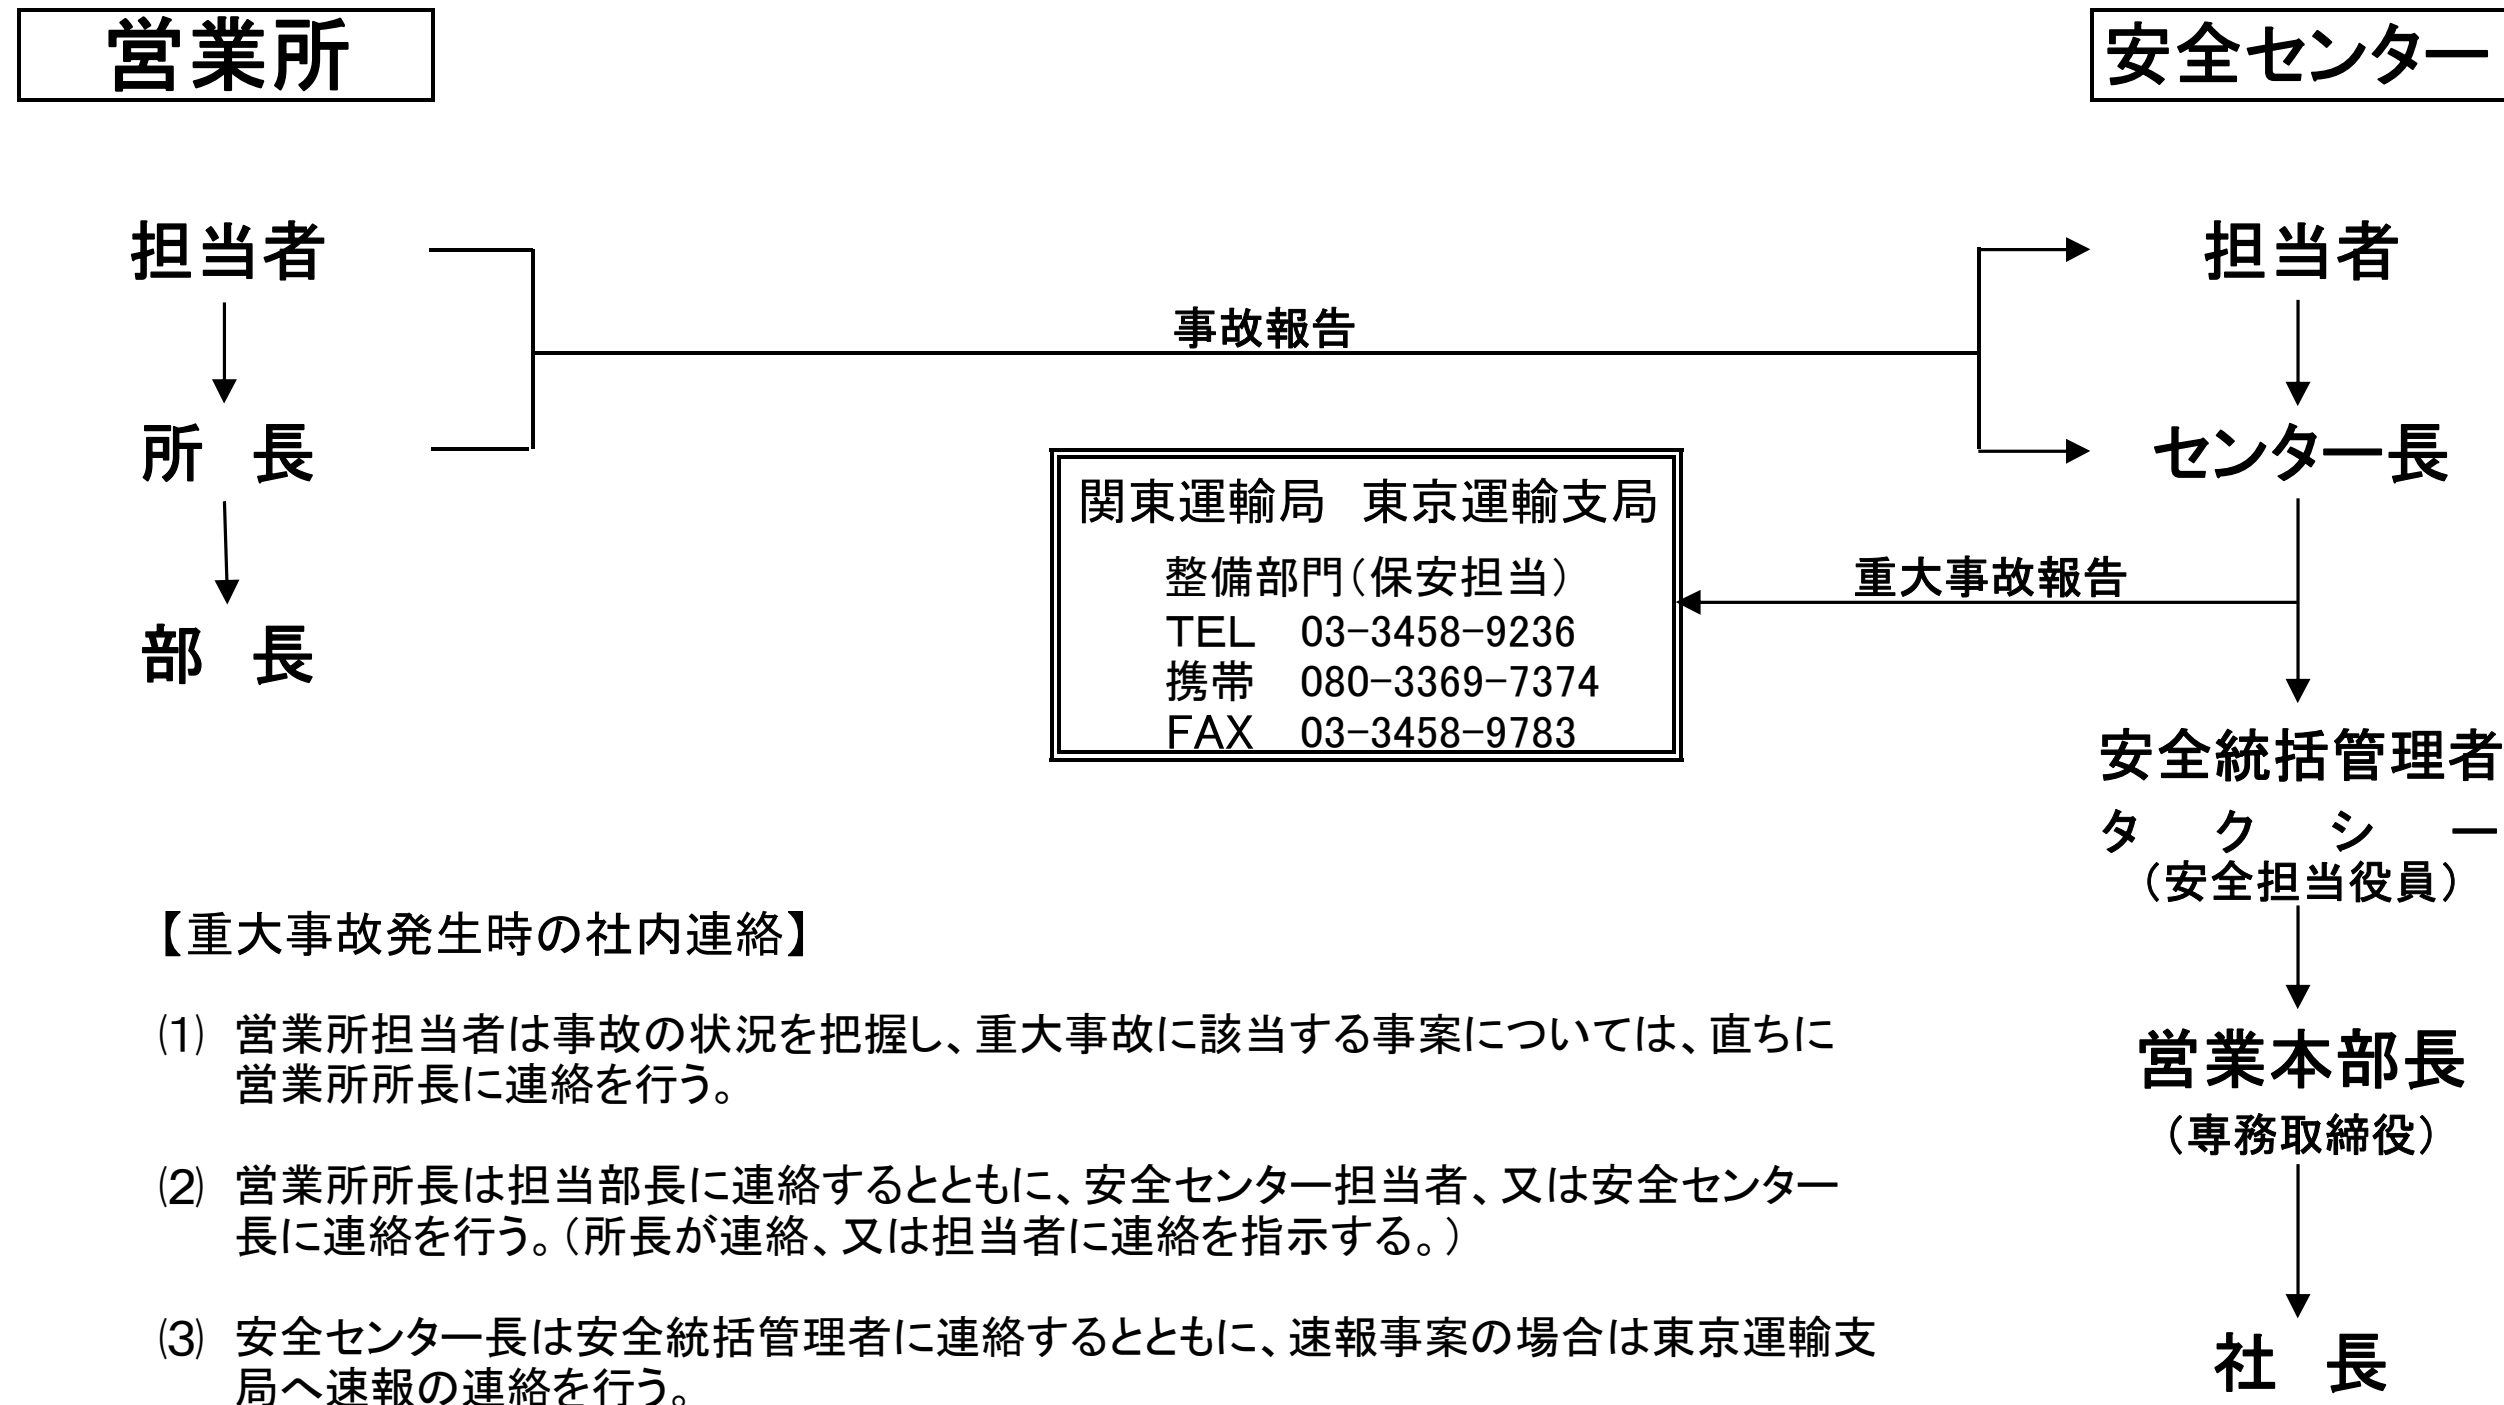 営業所
安全センター
担当者
担当者
事故報告
所　長
センター長
関東運輸局　東京運輸支局
整備部門（保安担当）
重大事故報告
ＴＥＬ　03－3458－9236
携帯　080－3369－7374
ＦＡＸ　03－3458－9783
部　長
安全統括管理者
タクシー
（安全担当役員）
営業本部長
（専務取締役）
社　長
【重大事故発生時の社内連絡】
⑴　営業所担当者は事故の状況を把握し、重大事故に該当する事案については、直ちに
営業所所長に連絡を行う。
⑵　営業所所長は担当部長に連絡するとともに、安全センター担当者、又は安全センター
長に連絡を行う。（所長が連絡、又は担当者に連絡を指示する。）
⑶　安全センター長は安全統括管理者に連絡するとともに、速報事案の場合は東京運輸支
局へ速報の連絡を行う。